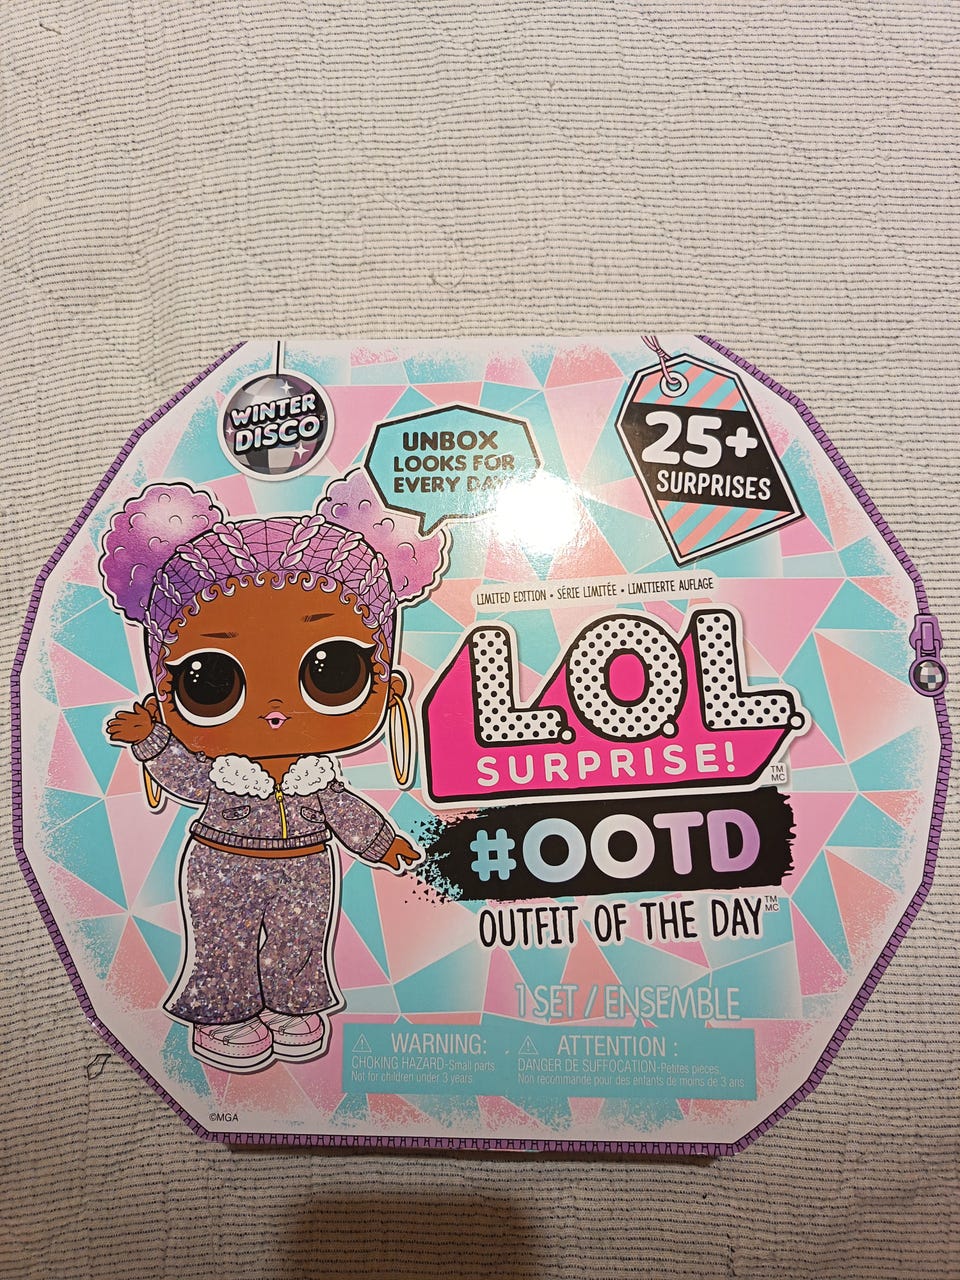 WINTER
DISCO
UNBOX
LOOKS FOR
EVERY DAY
25+
SURPRISES
LIMITED EDITION • SÉRIE LIMITÉE • LIMITIERTE AUFLAGE
L.O.L.
SURPRISE!
TM
MC
#OOTD
OUTFIT OF THE DAY TM
MC
1 SET / ENSEMBLE
WARNING:
CHOKING HAZARD-Small parts.
Not for children under 3 years.
ATTENTION :
DANGER DE SUFFOCATION-Petites pièces.
Non recommandé pour des enfants de moins de 3 ans.
©MGA